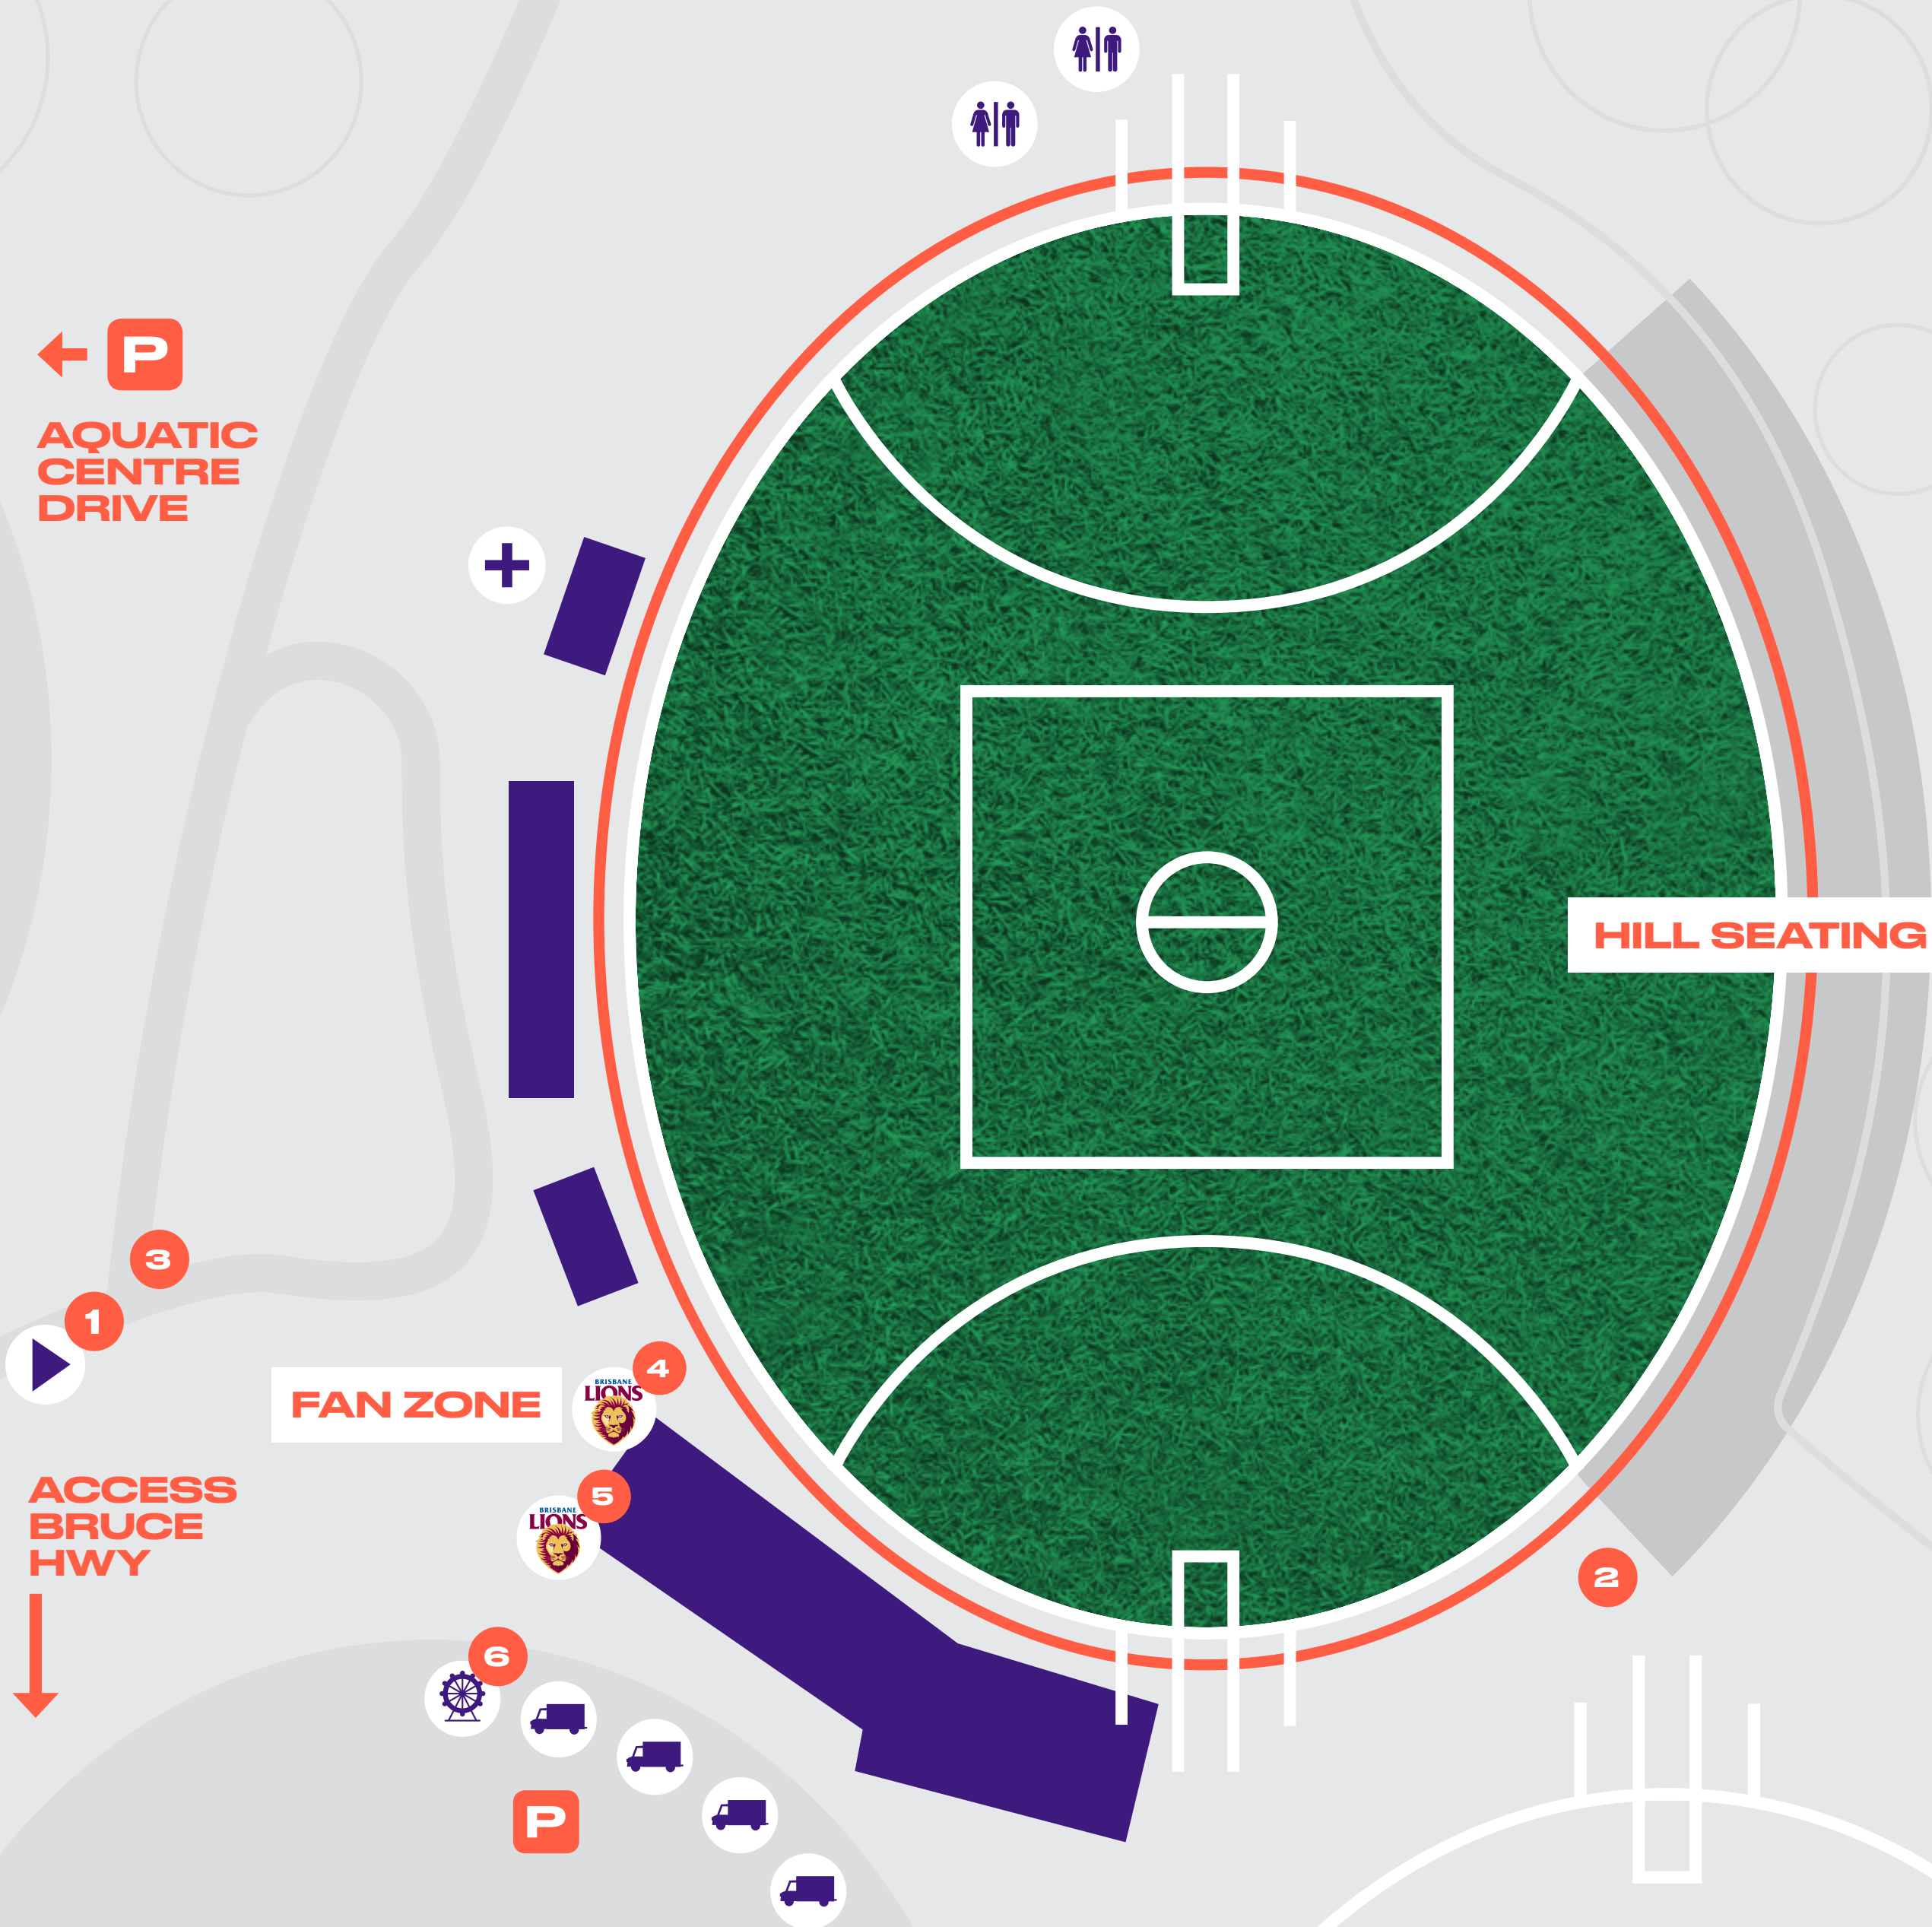 P
AQUATIC
CENTRE
DRIVE
HILL SEATING
3
1
4
FAN ZONE
BRISBANE
LIONS
5
BRISBANE
LIONS
ACCESS
BRUCE
HWY
2
6
P